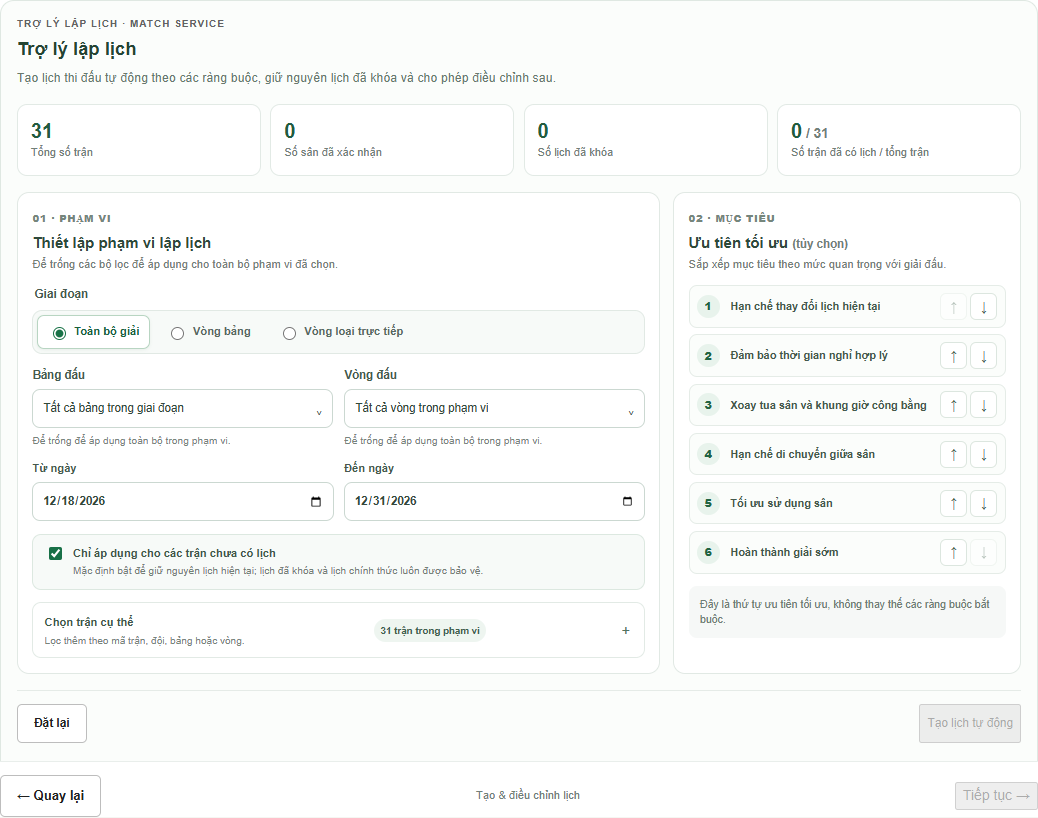 TRỢ LÝ LẬP LỊCH · MATCH SERVICE
Trợ lý lập lịch
Tạo lịch thi đấu tự động theo các ràng buộc, giữ nguyên lịch đã khóa và cho phép điều chỉnh sau.
31
Tổng số trận
0
Số sân đã xác nhận
0
Số lịch đã khóa
0 / 31
Số trận đã có lịch / tổng trận
01 · PHẠM VI
Thiết lập phạm vi lập lịch
Để trống các bộ lọc để áp dụng cho toàn bộ phạm vi đã chọn.
Giai đoạn
Toàn bộ giải
Vòng bảng
Vòng loại trực tiếp
Bảng đấu
Vòng đấu
Tất cả bảng trong giai đoạn
Tất cả vòng trong phạm vi
Để trống để áp dụng toàn bộ trong phạm vi.
Để trống để áp dụng toàn bộ trong phạm vi.
Từ ngày
Đến ngày
12/18/2026
12/31/2026
Chỉ áp dụng cho các trận chưa có lịch
Mặc định bật để giữ nguyên lịch hiện tại; lịch đã khóa và lịch chính thức luôn được bảo vệ.
Chọn trận cụ thể
Lọc thêm theo mã trận, đội, bảng hoặc vòng.
31 trận trong phạm vi
+
02 · MỤC TIÊU
Ưu tiên tối ưu (tùy chọn)
Sắp xếp mục tiêu theo mức quan trọng với giải đấu.
1 Hạn chế thay đổi lịch hiện tại ↑ ↓
2 Đảm bảo thời gian nghỉ hợp lý ↑ ↓
3 Xoay tua sân và khung giờ công bằng ↑ ↓
4 Hạn chế di chuyển giữa sân ↑ ↓
5 Tối ưu sử dụng sân ↑ ↓
6 Hoàn thành giải sớm ↑ ↓
Đây là thứ tự ưu tiên tối ưu, không thay thế các ràng buộc bắt
buộc.
Đặt lại
Tạo lịch tự động
← Quay lại
Tạo & điều chỉnh lịch
Tiếp tục →